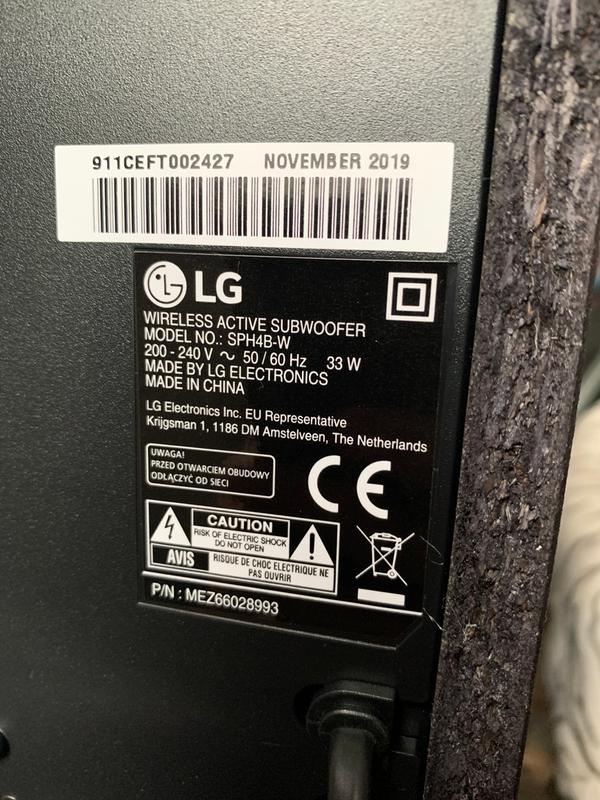 911CEFT002427 NOVEMBER 2019
LG
WIRELESS ACTIVE SUBWOOFER
MODEL NO.: SPH4B-W
200 - 240 V ~ 50 / 60 Hz 33 W
MADE BY LG ELECTRONICS
MADE IN CHINA
LG Electronics Inc. EU Representative
Krijgsman 1, 1186 DM Amstelveen, The Netherlands
UWAGA!
PRZED OTWARCIEM OBUDOWY
ODŁĄCZYĆ OD SIECI
CE
CAUTION
RISK OF ELECTRIC SHOCK
DO NOT OPEN
AVIS
RISQUE DE CHOC ELECTRIQUE NE
PAS OUVRIR
P/N : MEZ66028993